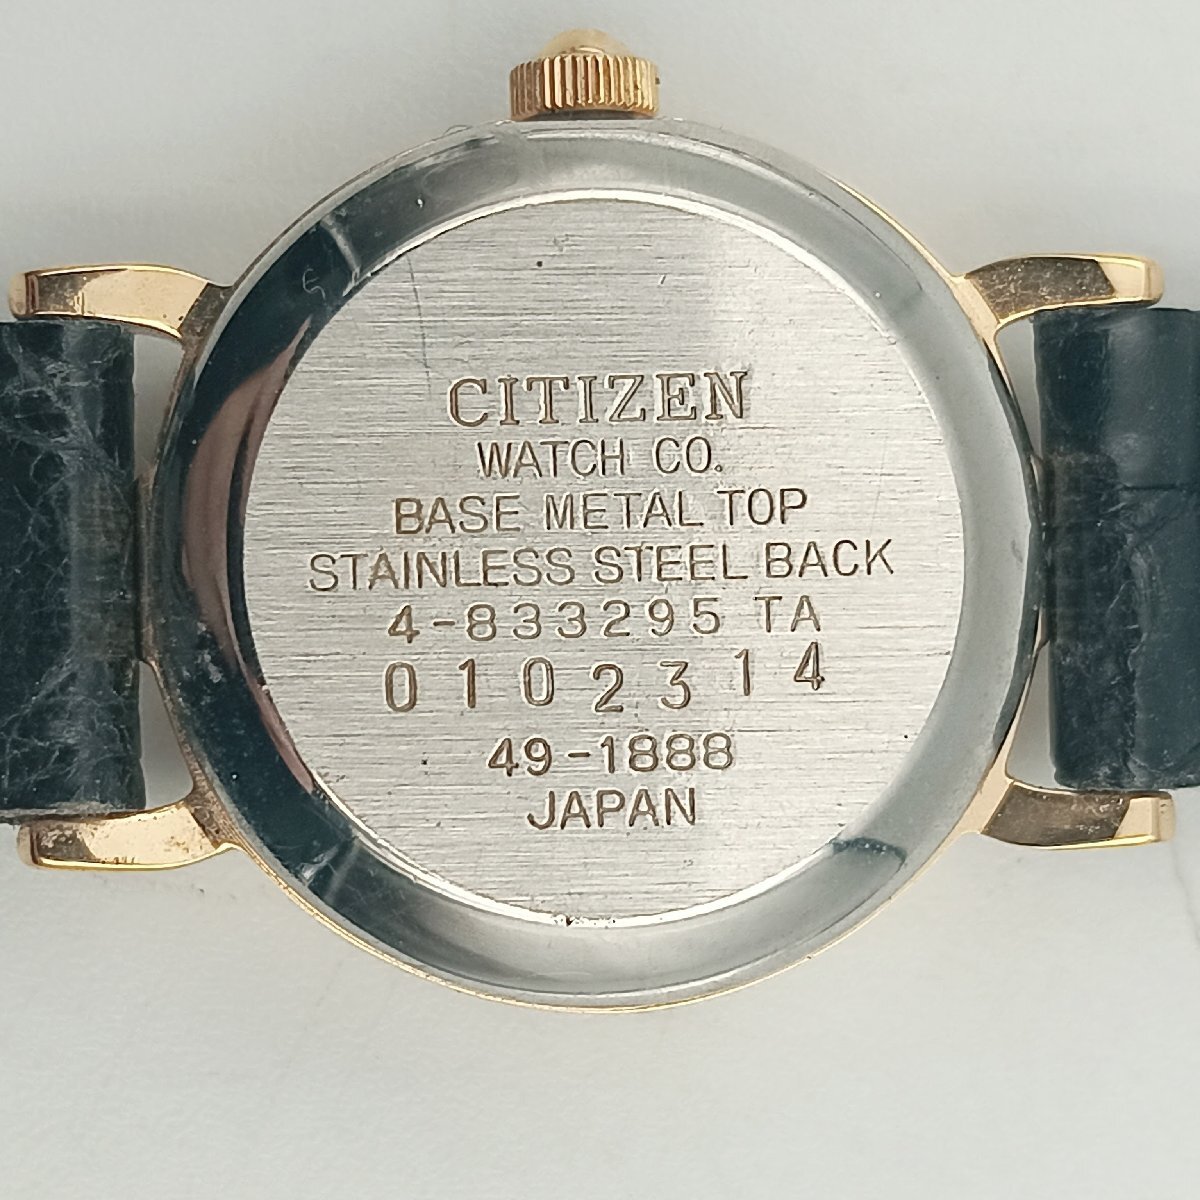 CITIZEN
WATCH CO.
BASE METAL TOP
STAINLESS STEEL BACK
4-833295 TA
0102314
49-1888
JAPAN